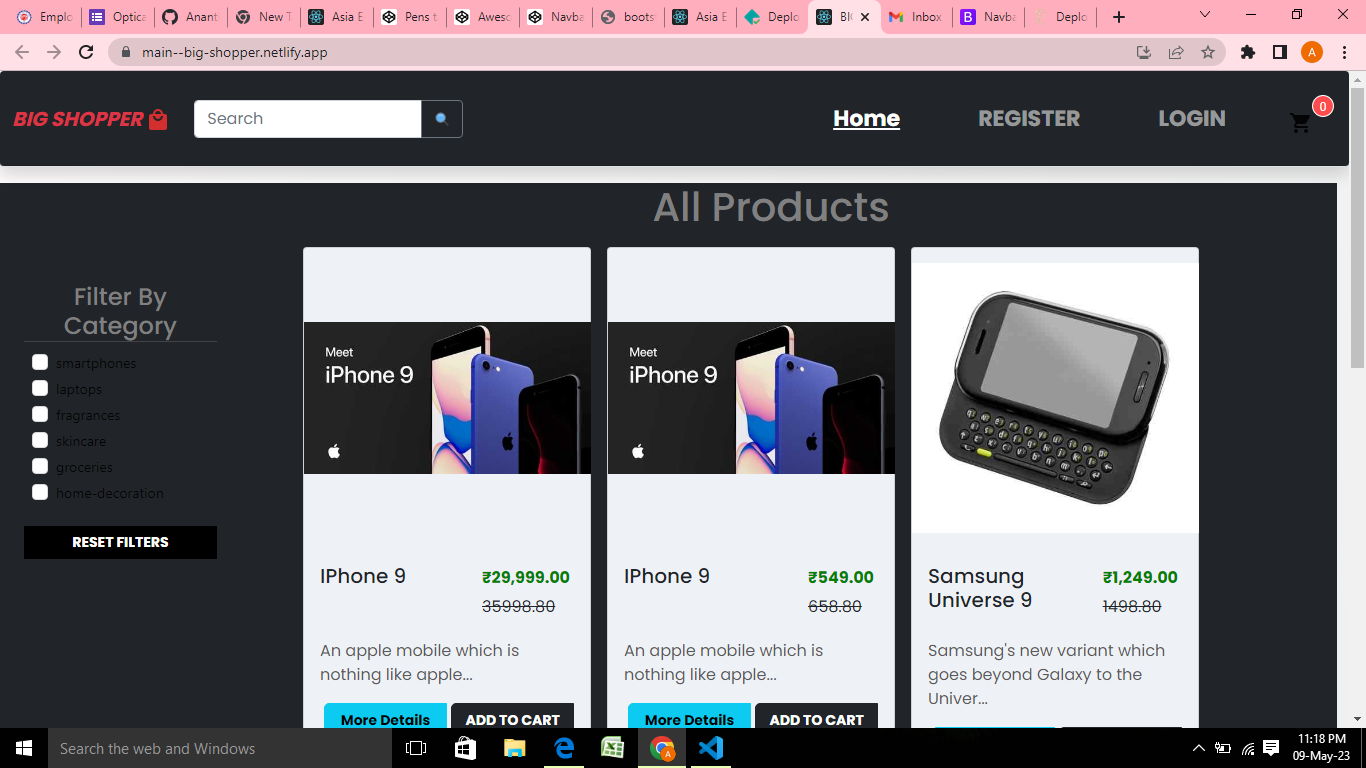 Emplo
Optica
Anant
New T
Asia E
Pens t
Aweso
Navba
boots
Asia E
Deplo
BIG
Inbox
Navba
Deplo
main--big-shopper.netlify.app
A
BIG SHOPPER
Search
Home
REGISTER
LOGIN
0
All Products
Filter By
Category
smartphones
laptops
fragrances
skincare
groceries
home-decoration
RESET FILTERS
Meet
iPhone 9
IPhone 9
₹29,999.00
35998.80
An apple mobile which is
nothing like apple...
More Details
ADD TO CART
Meet
iPhone 9
IPhone 9
₹549.00
658.80
An apple mobile which is
nothing like apple...
More Details
ADD TO CART
Samsung
Universe 9
₹1,249.00
1498.80
Samsung's new variant which
goes beyond Galaxy to the
Univer...
Search the web and Windows
A
11:18 PM
09-May-23